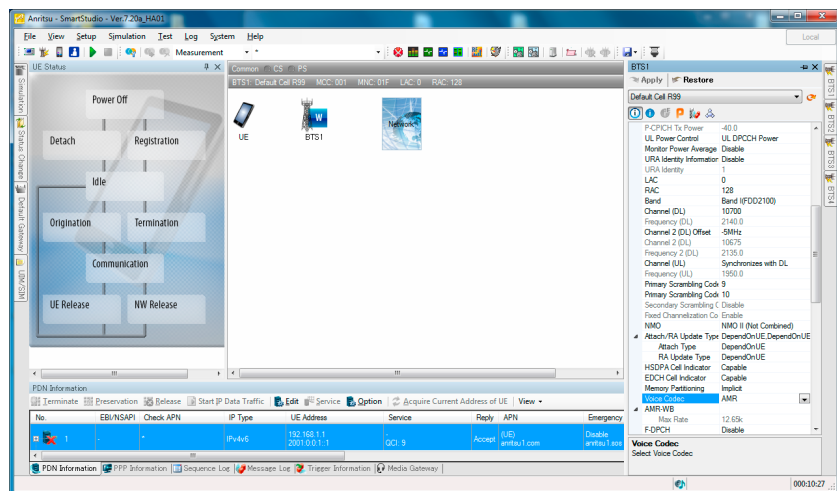 Anritsu - SmartStudio - Ver.7.20a_HA01
File View Setup Simulation Test Log System Help
Local
Measurement
UE Status
Power Off
Detach
Registration
Idle
Origination
Termination
Communication
UE Release
NW Release
Simulation
Status Change
Default Gateway
UIM/SIM
Common CS PS
BTS1: Default Cell R99 MCC: 001 MNC: 01F LAC: 0 RAC: 128
UE
W
BTS1
Network
BTS1
Apply Restore
Default Cell R99
P-CPICH Tx Power -40.0
UL Power Control UL DPCCH Power
Monitor Power Average Disable
URA Identity Information Disable
URA Identity 1
LAC 0
RAC 128
Band Band I(FDD2100)
Channel (DL) 10700
Frequency (DL) 2140.0
Channel 2 (DL) Offset -5MHz
Channel 2 (DL) 10675
Frequency 2 (DL) 2135.0
Channel (UL) Synchronizes with DL
Frequency (UL) 1950.0
Primary Scrambling Code 9
Primary Scrambling Code 10
Secondary Scrambling C Disable
Fixed Channelization Co Enable
NMO NMO II (Not Combined)
Attach/RA Update Type DependOnUE,DependOnUE
Attach Type DependOnUE
RA Update Type DependOnUE
HSDPA Cell Indicator Capable
EDCH Cell Indicator Capable
Memory Partitioning Implicit
Voice Codec AMR
AMR-WB
Max Rate 12.65k
F-DPCH Disable
Voice Codec
Select Voice Codec
BTS1
BTS2
BTS3
BTS4
PDN Information
Terminate Preservation Release Start IP Data Traffic Edit Service Option Acquire Current Address of UE View
No. EBI/NSAPI Check APN IP Type UE Address Service Reply APN Emergency
1 - * IPv4v6 192.168.1.1 - Accept (UE) Disable
2001:0:0:1::1 QCI: 9 anritsu1.com anritsu1.sos
PDN Information PPP Information Sequence Log Message Log Trigger Information Media Gateway
000:10:27